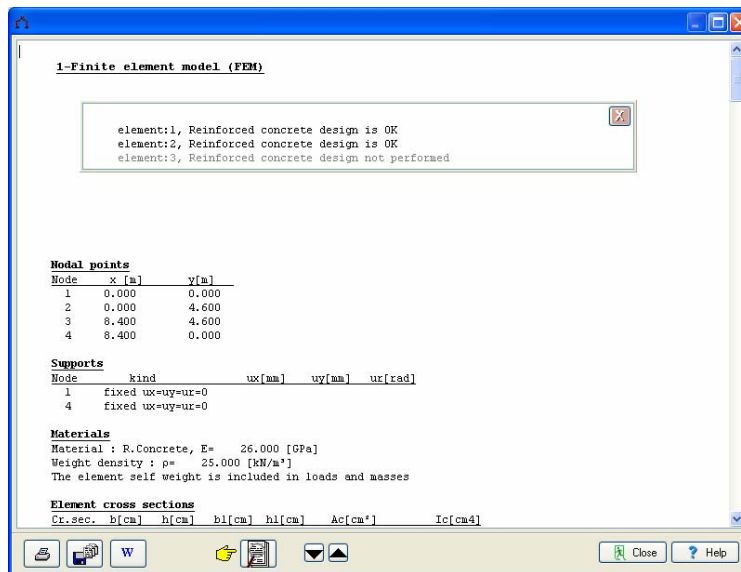 1-Finite element model (FEM)
element:1, Reinforced concrete design is OK
element:2, Reinforced concrete design is OK
element:3, Reinforced concrete design not performed
Nodal points
Node x [m] y[m]
1 0.000 0.000
2 0.000 4.600
3 8.400 4.600
4 8.400 0.000
Supports
Node kind ux[mm] uy[mm] ur[rad]
1 fixed ux=uy=ur=0
4 fixed ux=uy=ur=0
Materials
Material : R.Concrete, E= 26.000 [GPa]
Weight density : ρ= 25.000 [kN/m³]
The element self weight is included in loads and masses
Element cross sections
Cr.sec. b[cm] h[cm] b1[cm] h1[cm] Ac[cm²] Ic[cm4]
W Close ? Help